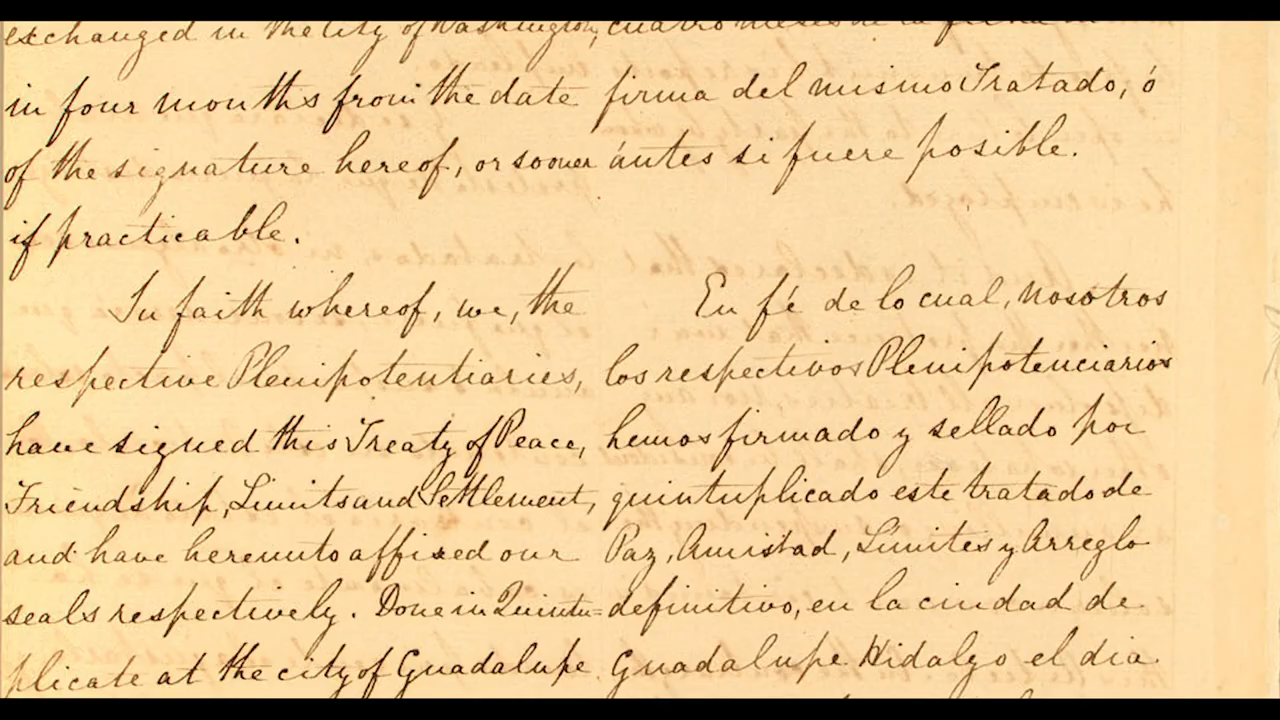 exchanged in the City of Washington,
in four months from the date
of the signature hereof, or sooner
if practicable.
In faith whereof, we, the
respective Plenipotentiaries,
have signed this Treaty of Peace,
Friendship, Limits and Settlement,
and have hereunto affixed our
seals respectively. Done in Quintu=
plicate at the city of Guadalupe
cuatro meses de la
firma del mismo Tratado, ó
ántes si fuere posible.
En fé de lo cual, nosotros
los respectivos Plenipotenciarios
hemos firmado y sellado por
quintuplicado este tratado de
Paz, Amistad, Límites y Arreglo
definitivo, en la ciudad de
Guadalupe Hidalgo el dia